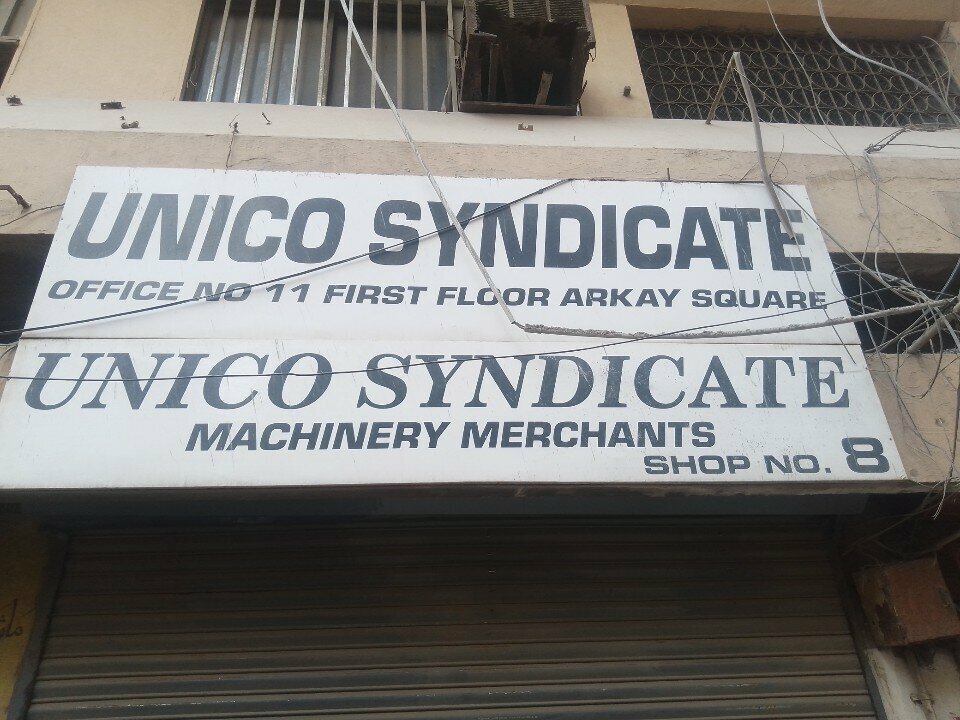 UNICO SYNDICATE
OFFICE NO 11 FIRST FLOOR ARKAY SQUARE
UNICO SYNDICATE
MACHINERY MERCHANTS
SHOP NO. 8